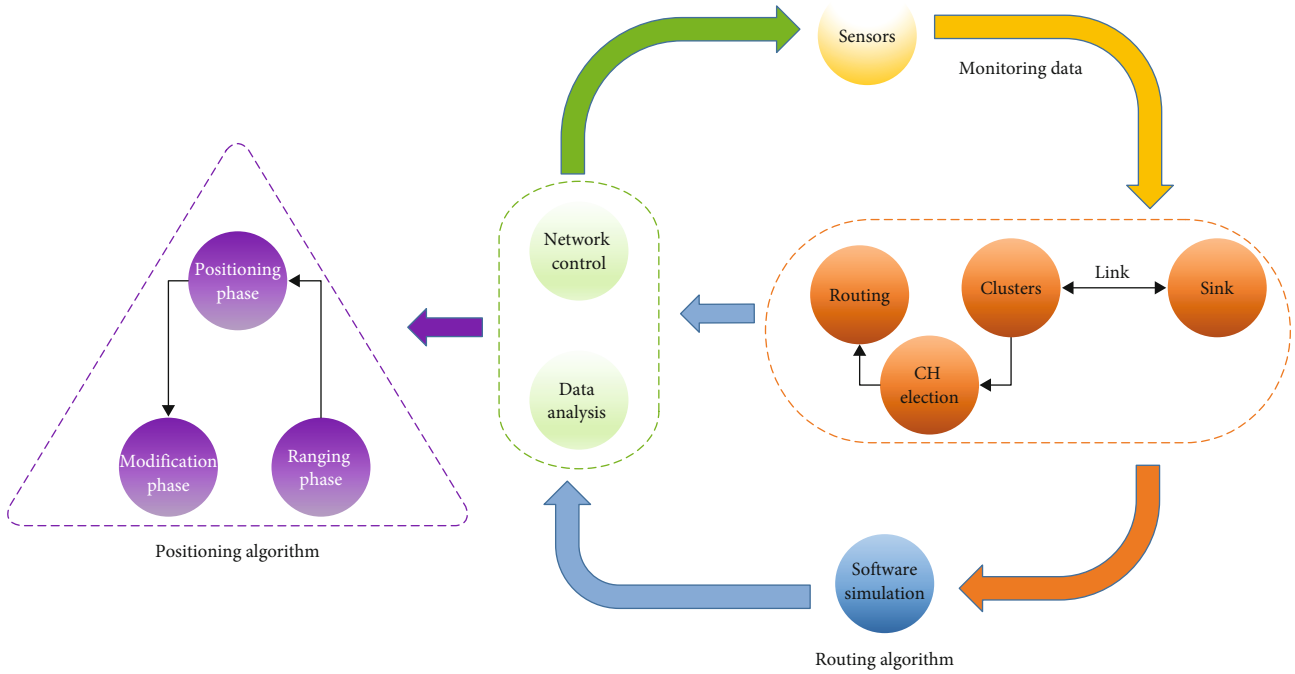 Sensors
Monitoring data
Network
control
Data
analysis
Positioning
phase
Modification
phase
Ranging
phase
Positioning algorithm
Routing
Clusters
Link
Sink
CH
election
Software
simulation
Routing algorithm